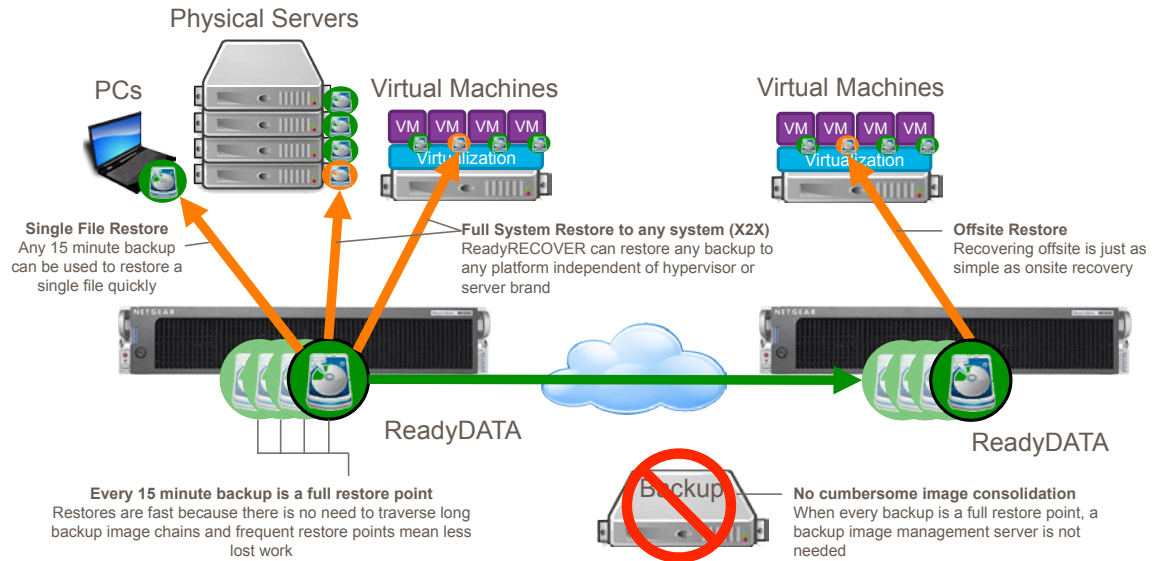 Physical Servers
PCs
Virtual Machines
Virtual Machines
VM VM VM VM
Virtualization
VM VM VM VM
Virtualization
Single File Restore
Any 15 minute backup
can be used to restore a
single file quickly
Full System Restore to any system (X2X)
ReadyRECOVER can restore any backup to
any platform independent of hypervisor or
server brand
Offsite Restore
Recovering offsite is just as
simple as onsite recovery
NETGEAR
NETGEAR
ReadyDATA
ReadyDATA
Every 15 minute backup is a full restore point
Restores are fast because there is no need to traverse long
backup image chains and frequent restore points mean less
lost work
Backup
No cumbersome image consolidation
When every backup is a full restore point, a
backup image management server is not
needed